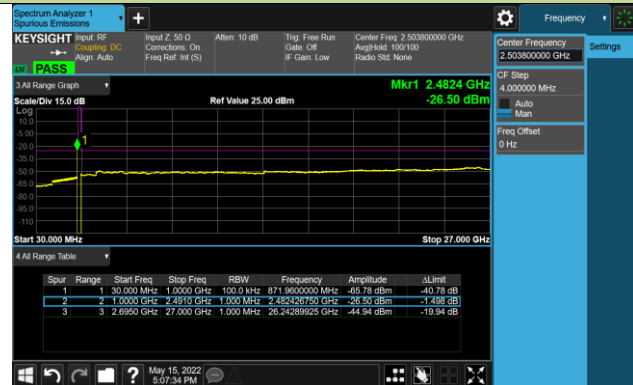 Spectrum Analyzer 1
Spurious Emissions
+
Frequency
KEYSIGHT
Input: RF
Coupling: DC
Align: Auto
Input Z: 50 Ω
Corrections: On
Freq Ref: Int (S)
Atten: 10 dB
Trig: Free Run
Gate: Off
IF Gain: Low
Center Freq: 2.503800000 GHz
Avg|Hold: 100/100
Radio Std: None
PASS
Center Frequency
2.503800000 GHz
Settings
CF Step
4.000000 MHz
Auto
Man
Freq Offset
0 Hz
3 All Range Graph
Mkr1 2.4824 GHz
Scale/Div 15.0 dB
Ref Value 25.00 dBm
-26.50 dBm
Log
10.0
-5.00
-20.0
-35.0
-50.0
-65.0
-80.0
-95.0
-110
1
Start 30.000 MHz
Stop 27.000 GHz
4 All Range Table
Spur Range Start Freq Stop Freq RBW Frequency Amplitude ΔLimit
1 1 30.000 MHz 1.0000 GHz 100.0 kHz 871.9600000 MHz -65.78 dBm -40.78 dB
2 2 1.0000 GHz 2.4910 GHz 1.000 MHz 2.482426750 GHz -26.50 dBm -1.498 dB
3 3 2.6950 GHz 27.000 GHz 1.000 MHz 26.24289925 GHz -44.94 dBm -19.94 dB
?
May 15, 2022
5:07:34 PM